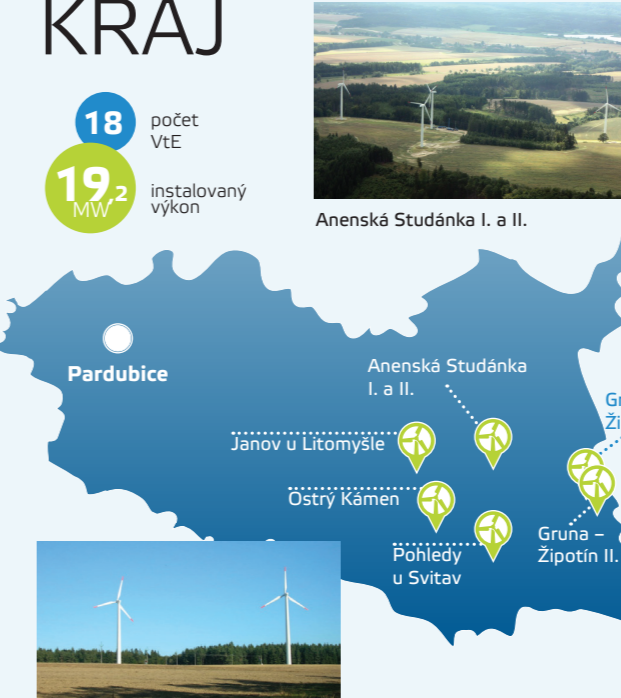 KRAJ
18
počet
VtE
19,2
MW
instalovaný
výkon
Anenská Studánka I. a II.
Pardubice
Anenská Studánka
I. a II.
Janov u Litomyšle
Ostrý Kámen
Pohledy
u Svitav
Gruna –
Žipotín II.